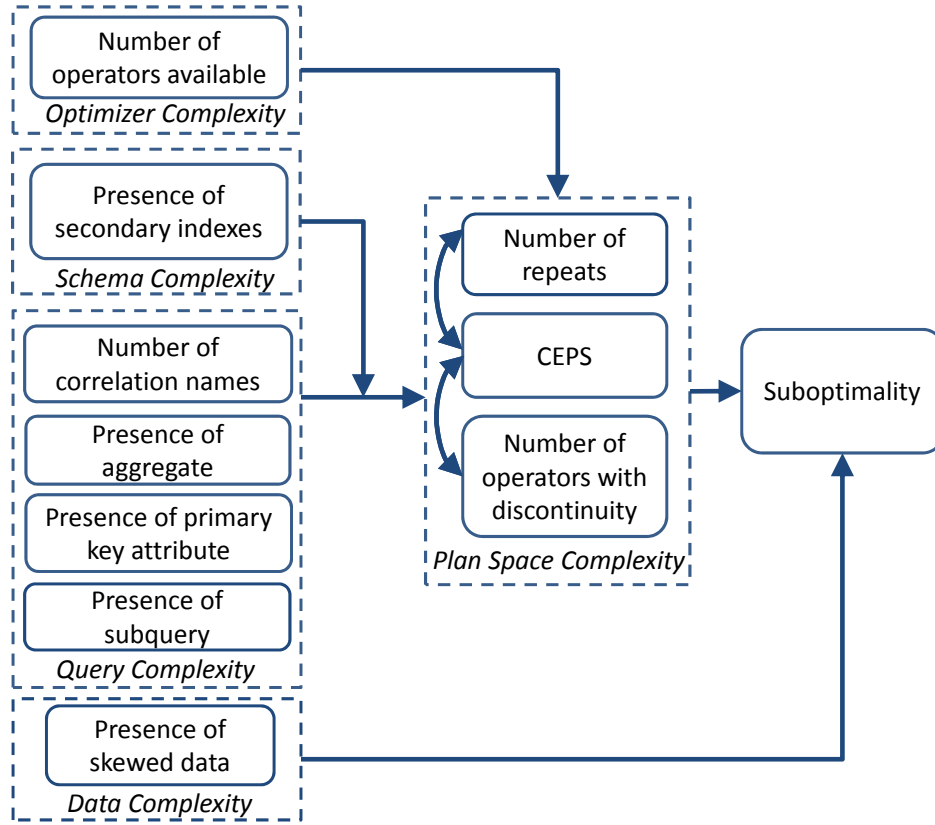 Number of
operators available
Optimizer Complexity
Presence of
secondary indexes
Schema Complexity
Number of
correlation names
Presence of
aggregate
Presence of primary
key attribute
Presence of
subquery
Query Complexity
Presence of
skewed data
Data Complexity
Number of
repeats
CEPS
Number of
operators with
discontinuity
Plan Space Complexity
Suboptimality